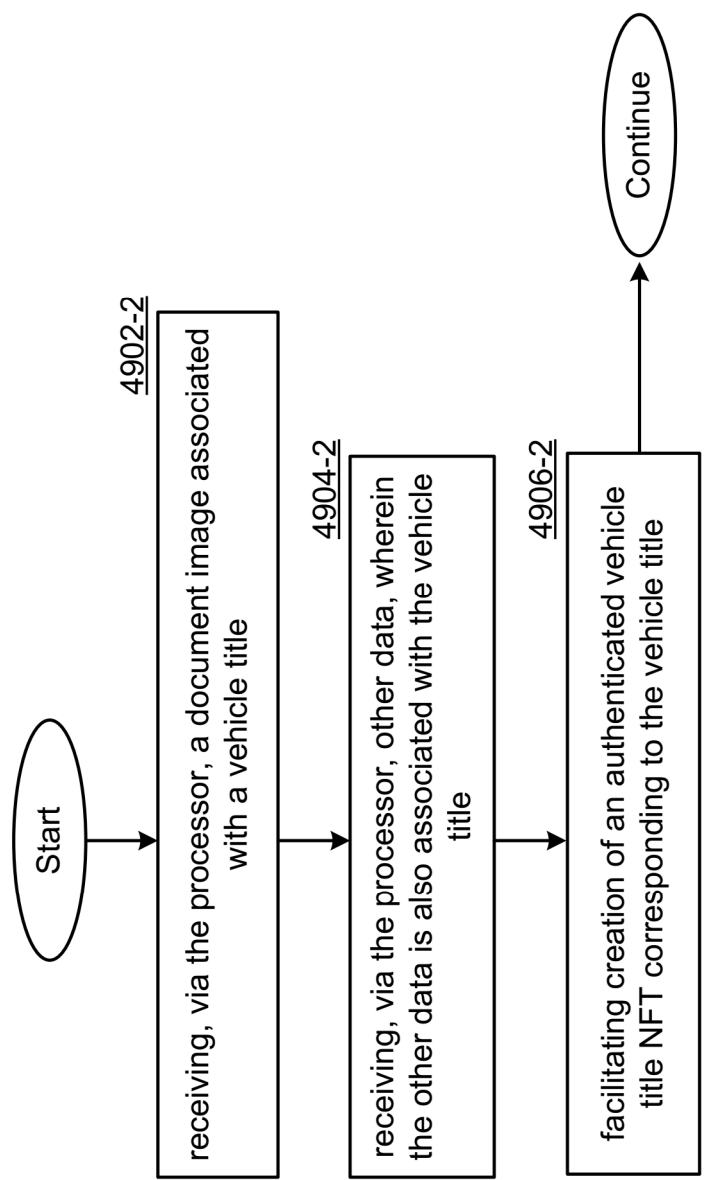 Start
4902-2
receiving, via the processor, a document image associated
with a vehicle title
4904-2
receiving, via the processor, other data, wherein
the other data is also associated with the vehicle
title
4906-2
facilitating creation of an authenticated vehicle
title NFT corresponding to the vehicle title
Continue